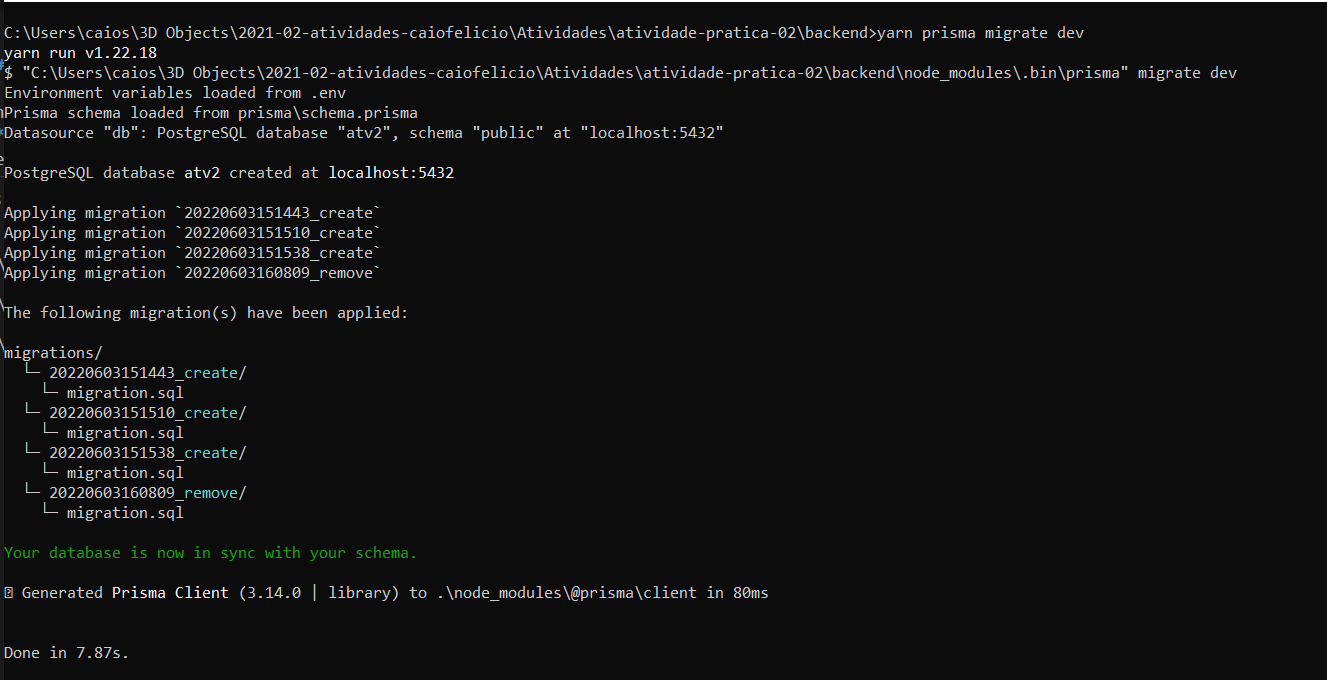 C:\Users\caios\3D Objects\2021-02-atividades-caiofelicio\Atividades\atividade-pratica-02\backend>yarn prisma migrate dev
yarn run v1.22.18
$ "C:\Users\caios\3D Objects\2021-02-atividades-caiofelicio\Atividades\atividade-pratica-02\backend\node_modules\.bin\prisma" migrate dev
Environment variables loaded from .env
Prisma schema loaded from prisma\schema.prisma
Datasource "db": PostgreSQL database "atv2", schema "public" at "localhost:5432"
PostgreSQL database atv2 created at localhost:5432
Applying migration `20220603151443_create`
Applying migration `20220603151510_create`
Applying migration `20220603151538_create`
Applying migration `20220603160809_remove`
The following migration(s) have been applied:
migrations/
└─ 20220603151443_create/
└─ migration.sql
└─ 20220603151510_create/
└─ migration.sql
└─ 20220603151538_create/
└─ migration.sql
└─ 20220603160809_remove/
└─ migration.sql
Your database is now in sync with your schema.
Generated Prisma Client (3.14.0 | library) to .\node_modules\@prisma\client in 80ms
Done in 7.87s.